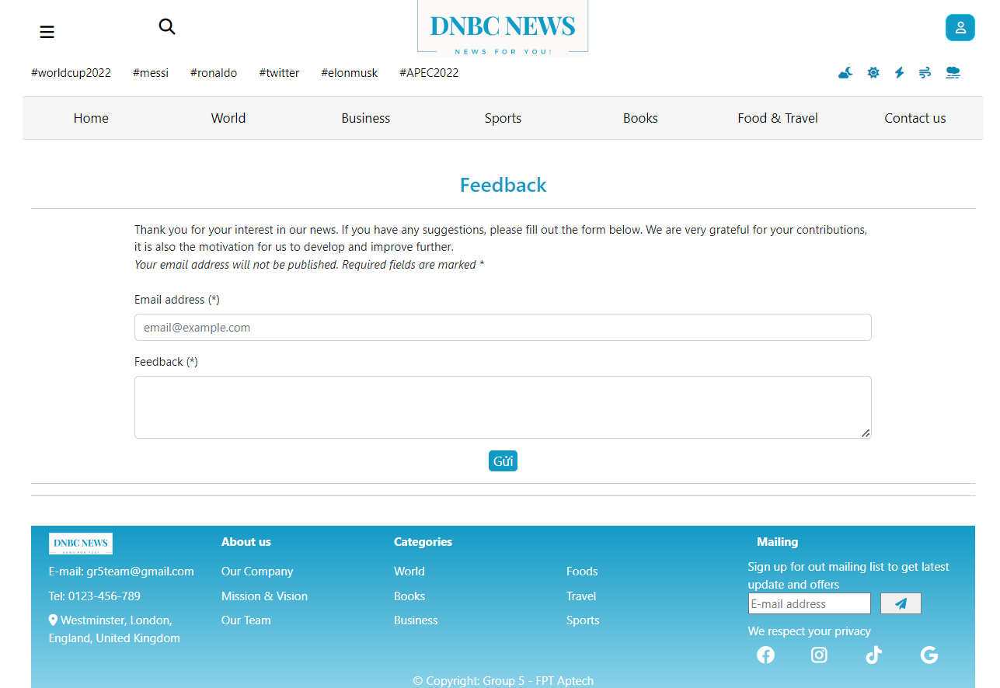 DNBC NEWS
NEWS FOR YOU!
#worldcup2022 #messi #ronaldo #twitter #elonmusk #APEC2022
Home World Business Sports Books Food & Travel Contact us
Feedback
Thank you for your interest in our news. If you have any suggestions, please fill out the form below. We are very grateful for your contributions,
it is also the motivation for us to develop and improve further.
Your email address will not be published. Required fields are marked *
Email address (*)
email@example.com
Feedback (*)
Gửi
DNBC NEWS
NEWS FOR YOU!
E-mail: gr5team@gmail.com
Tel: 0123-456-789
Westminster, London,
England, United Kingdom
About us
Our Company
Mission & Vision
Our Team
Categories
World
Books
Business
Foods
Travel
Sports
Mailing
Sign up for out mailing list to get latest
update and offers
E-mail address
We respect your privacy
© Copyright: Group 5 - FPT Aptech